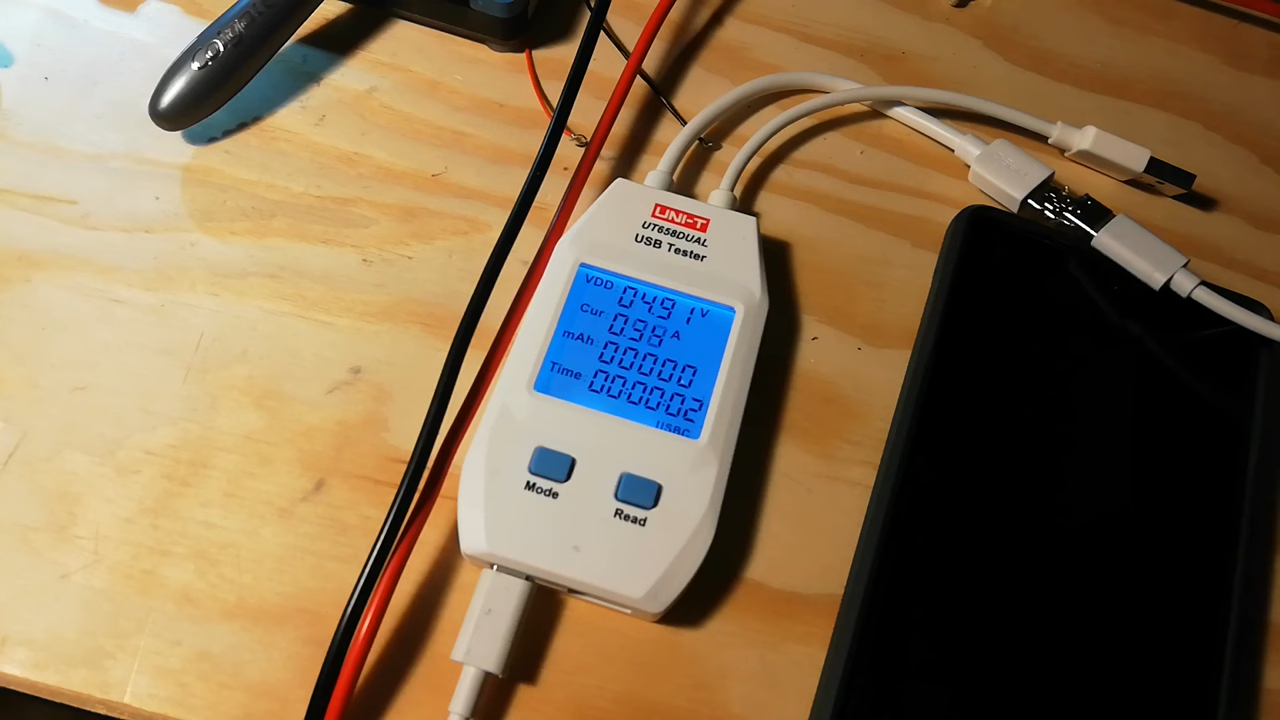 UNI-T
UT658DUAL
USB Tester
VDD: 04.91 V
Cur: 0.98 A
mAh: 00000
Time: 00:00:02
USBC
Mode
Read